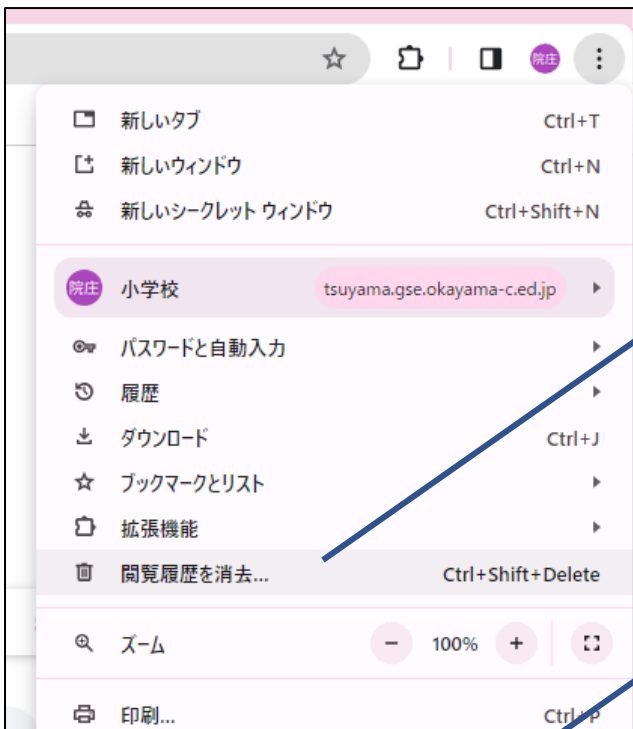 院庄
新しいタブ Ctrl+T
新しいウィンドウ Ctrl+N
新しいシークレット ウィンドウ Ctrl+Shift+N
院庄 小学校 tsuyama.gse.okayama-c.ed.jp
パスワードと自動入力
履歴
ダウンロード Ctrl+J
ブックマークとリスト
拡張機能
閲覧履歴を消去... Ctrl+Shift+Delete
ズーム − 100% +
印刷... Ctrl+P